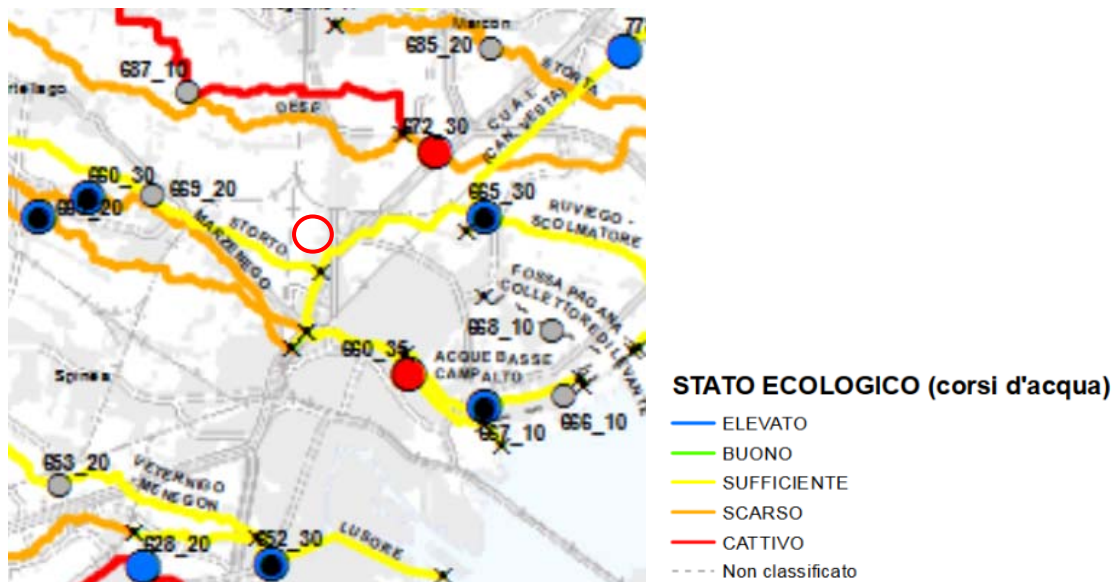 Marcon
77
685_20
687_10
STORTA
DESE
C.U.A.I.
(CAN. VESTA)
672_30
660_30
669_20
665_30
RUVIEGO -
SCOLMATORE
STORTO
MARZENEGO
FOSSA PAGANA -
COLLETTORE DI LEVANTE
668_10
660_35
ACQUE BASSE
CAMPALTO
Spinea
667_10
666_10
653_20
VETERNIGO
- MENEGON
628_20
652_30
LUSORE
STATO ECOLOGICO (corsi d'acqua)
ELEVATO
BUONO
SUFFICIENTE
SCARSO
CATTIVO
Non classificato